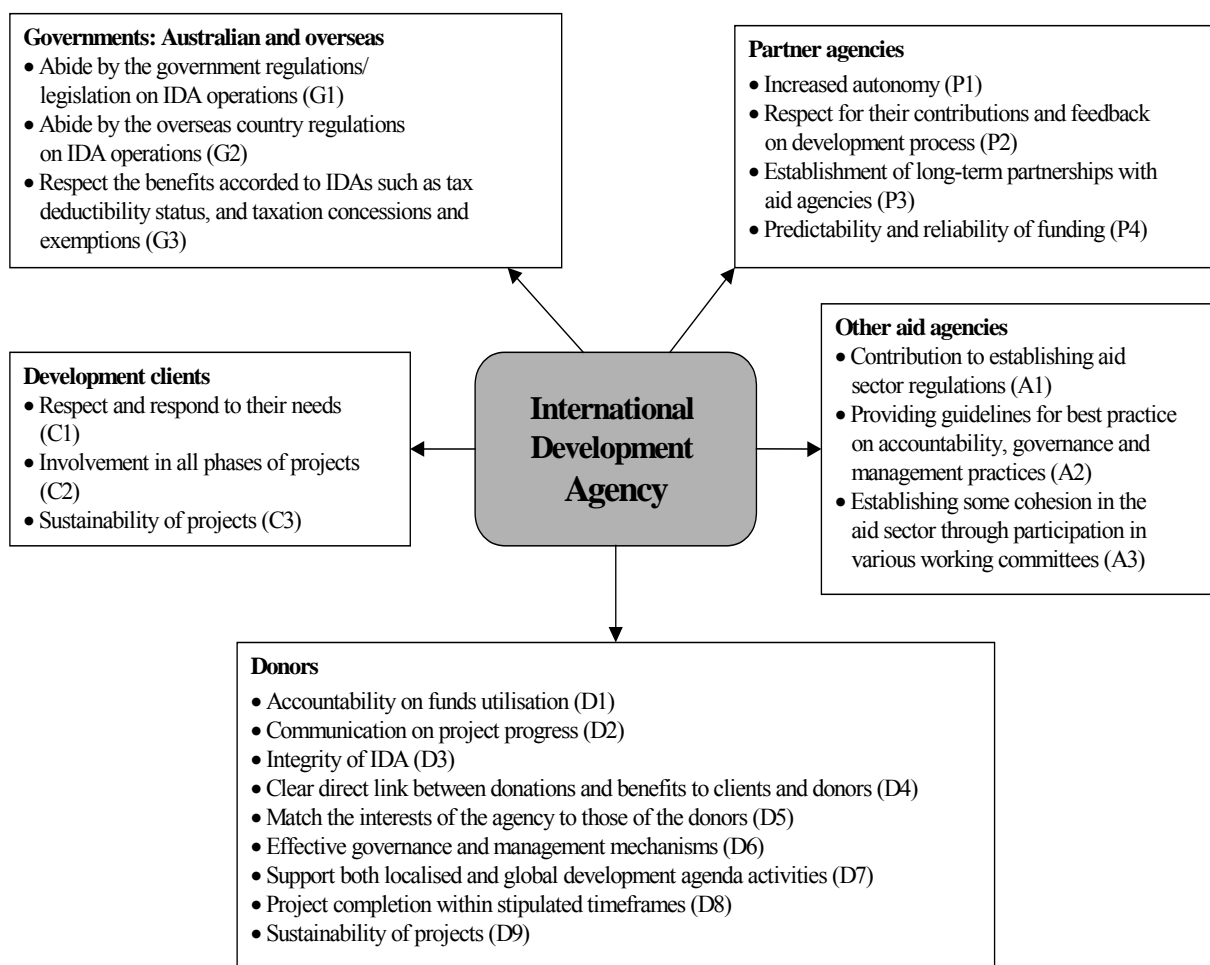 Governments: Australian and overseas
• Abide by the government regulations/
legislation on IDA operations (G1)
• Abide by the overseas country regulations
on IDA operations (G2)
• Respect the benefits accorded to IDAs such as tax
deductibility status, and taxation concessions and
exemptions (G3)
Partner agencies
• Increased autonomy (P1)
• Respect for their contributions and feedback
on development process (P2)
• Establishment of long-term partnerships with
aid agencies (P3)
• Predictability and reliability of funding (P4)
Development clients
• Respect and respond to their needs
(C1)
• Involvement in all phases of projects
(C2)
• Sustainability of projects (C3)
International
Development
Agency
Other aid agencies
• Contribution to establishing aid
sector regulations (A1)
• Providing guidelines for best practice
on accountability, governance and
management practices (A2)
• Establishing some cohesion in the
aid sector through participation in
various working committees (A3)
Donors
• Accountability on funds utilisation (D1)
• Communication on project progress (D2)
• Integrity of IDA (D3)
• Clear direct link between donations and benefits to clients and donors (D4)
• Match the interests of the agency to those of the donors (D5)
• Effective governance and management mechanisms (D6)
• Support both localised and global development agenda activities (D7)
• Project completion within stipulated timeframes (D8)
• Sustainability of projects (D9)